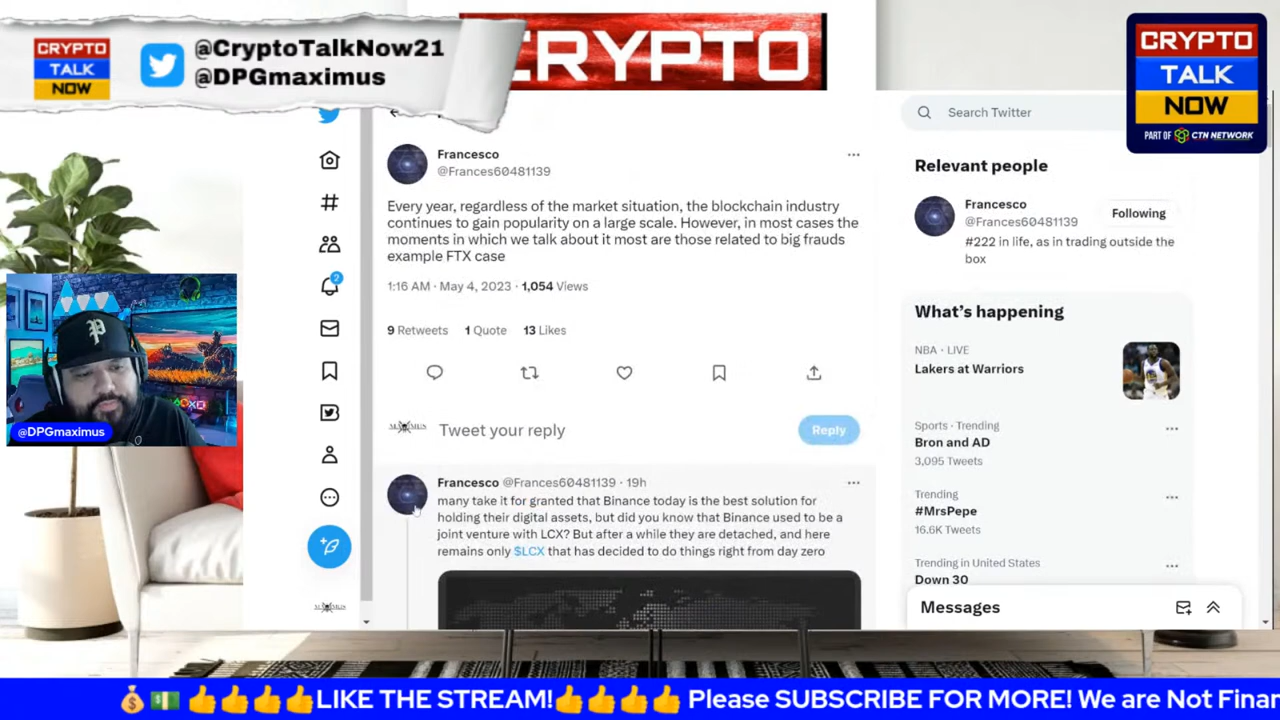 CRYPTO
TALK
NOW
@CryptoTalkNow21
@DPGmaximus
CRYPTO
CRYPTO
TALK
NOW
PART OF CTN NETWORK
Search Twitter
Francesco
@Frances60481139
Every year, regardless of the market situation, the blockchain industry
continues to gain popularity on a large scale. However, in most cases the
moments in which we talk about it most are those related to big frauds
example FTX case
1:16 AM · May 4, 2023 · 1,054 Views
9 Retweets 1 Quote 13 Likes
Tweet your reply
Reply
Francesco @Frances60481139 · 19h
many take it for granted that Binance today is the best solution for
holding their digital assets, but did you know that Binance used to be a
joint venture with LCX? But after a while they are detached, and here
remains only $LCX that has decided to do things right from day zero
Relevant people
Francesco
@Frances60481139
Following
#222 in life, as in trading outside the
box
What's happening
NBA · LIVE
Lakers at Warriors
Sports · Trending
Bron and AD
3,095 Tweets
Trending
#MrsPepe
16.6K Tweets
Trending in United States
Down 30
Messages
2
P
@DPGmaximus
LIKE THE STREAM! Please SUBSCRIBE FOR MORE! We are Not Finan